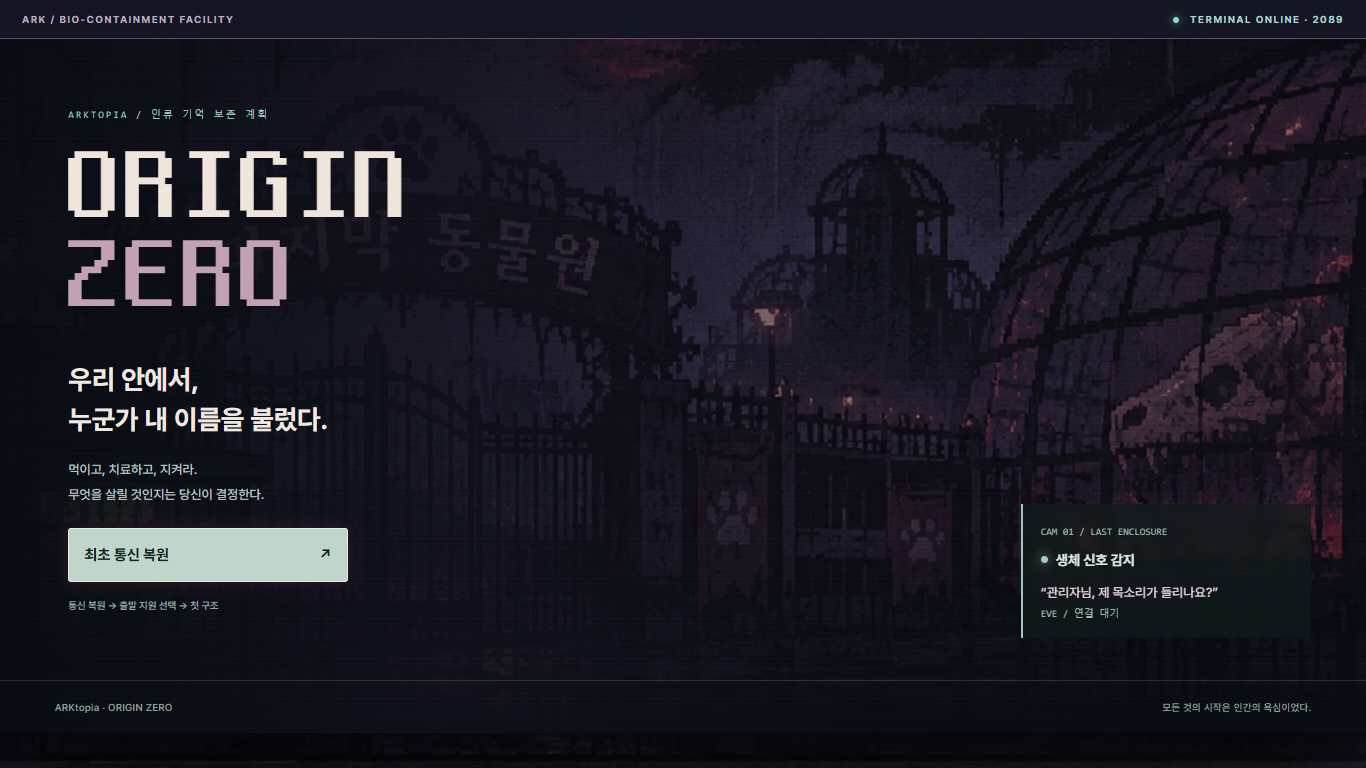 ARK / BIO-CONTAINMENT FACILITY
TERMINAL ONLINE · 2089
ARKTOPIA / 인류 기억 보존 계획
ORIGIN
ZERO
지막 동물원
우리 안에서,
누군가 내 이름을 불렀다.
먹이고, 치료하고, 지켜라.
무엇을 살릴 것인지는 당신이 결정한다.
최초 통신 복원 ↗
통신 복원 → 출발 지원 선택 → 첫 구조
CAM 01 / LAST ENCLOSURE
생체 신호 감지
"관리자님, 제 목소리가 들리나요?"
EVE / 연결 대기
ARKtopia · ORIGIN ZERO
모든 것의 시작은 인간의 욕심이었다.